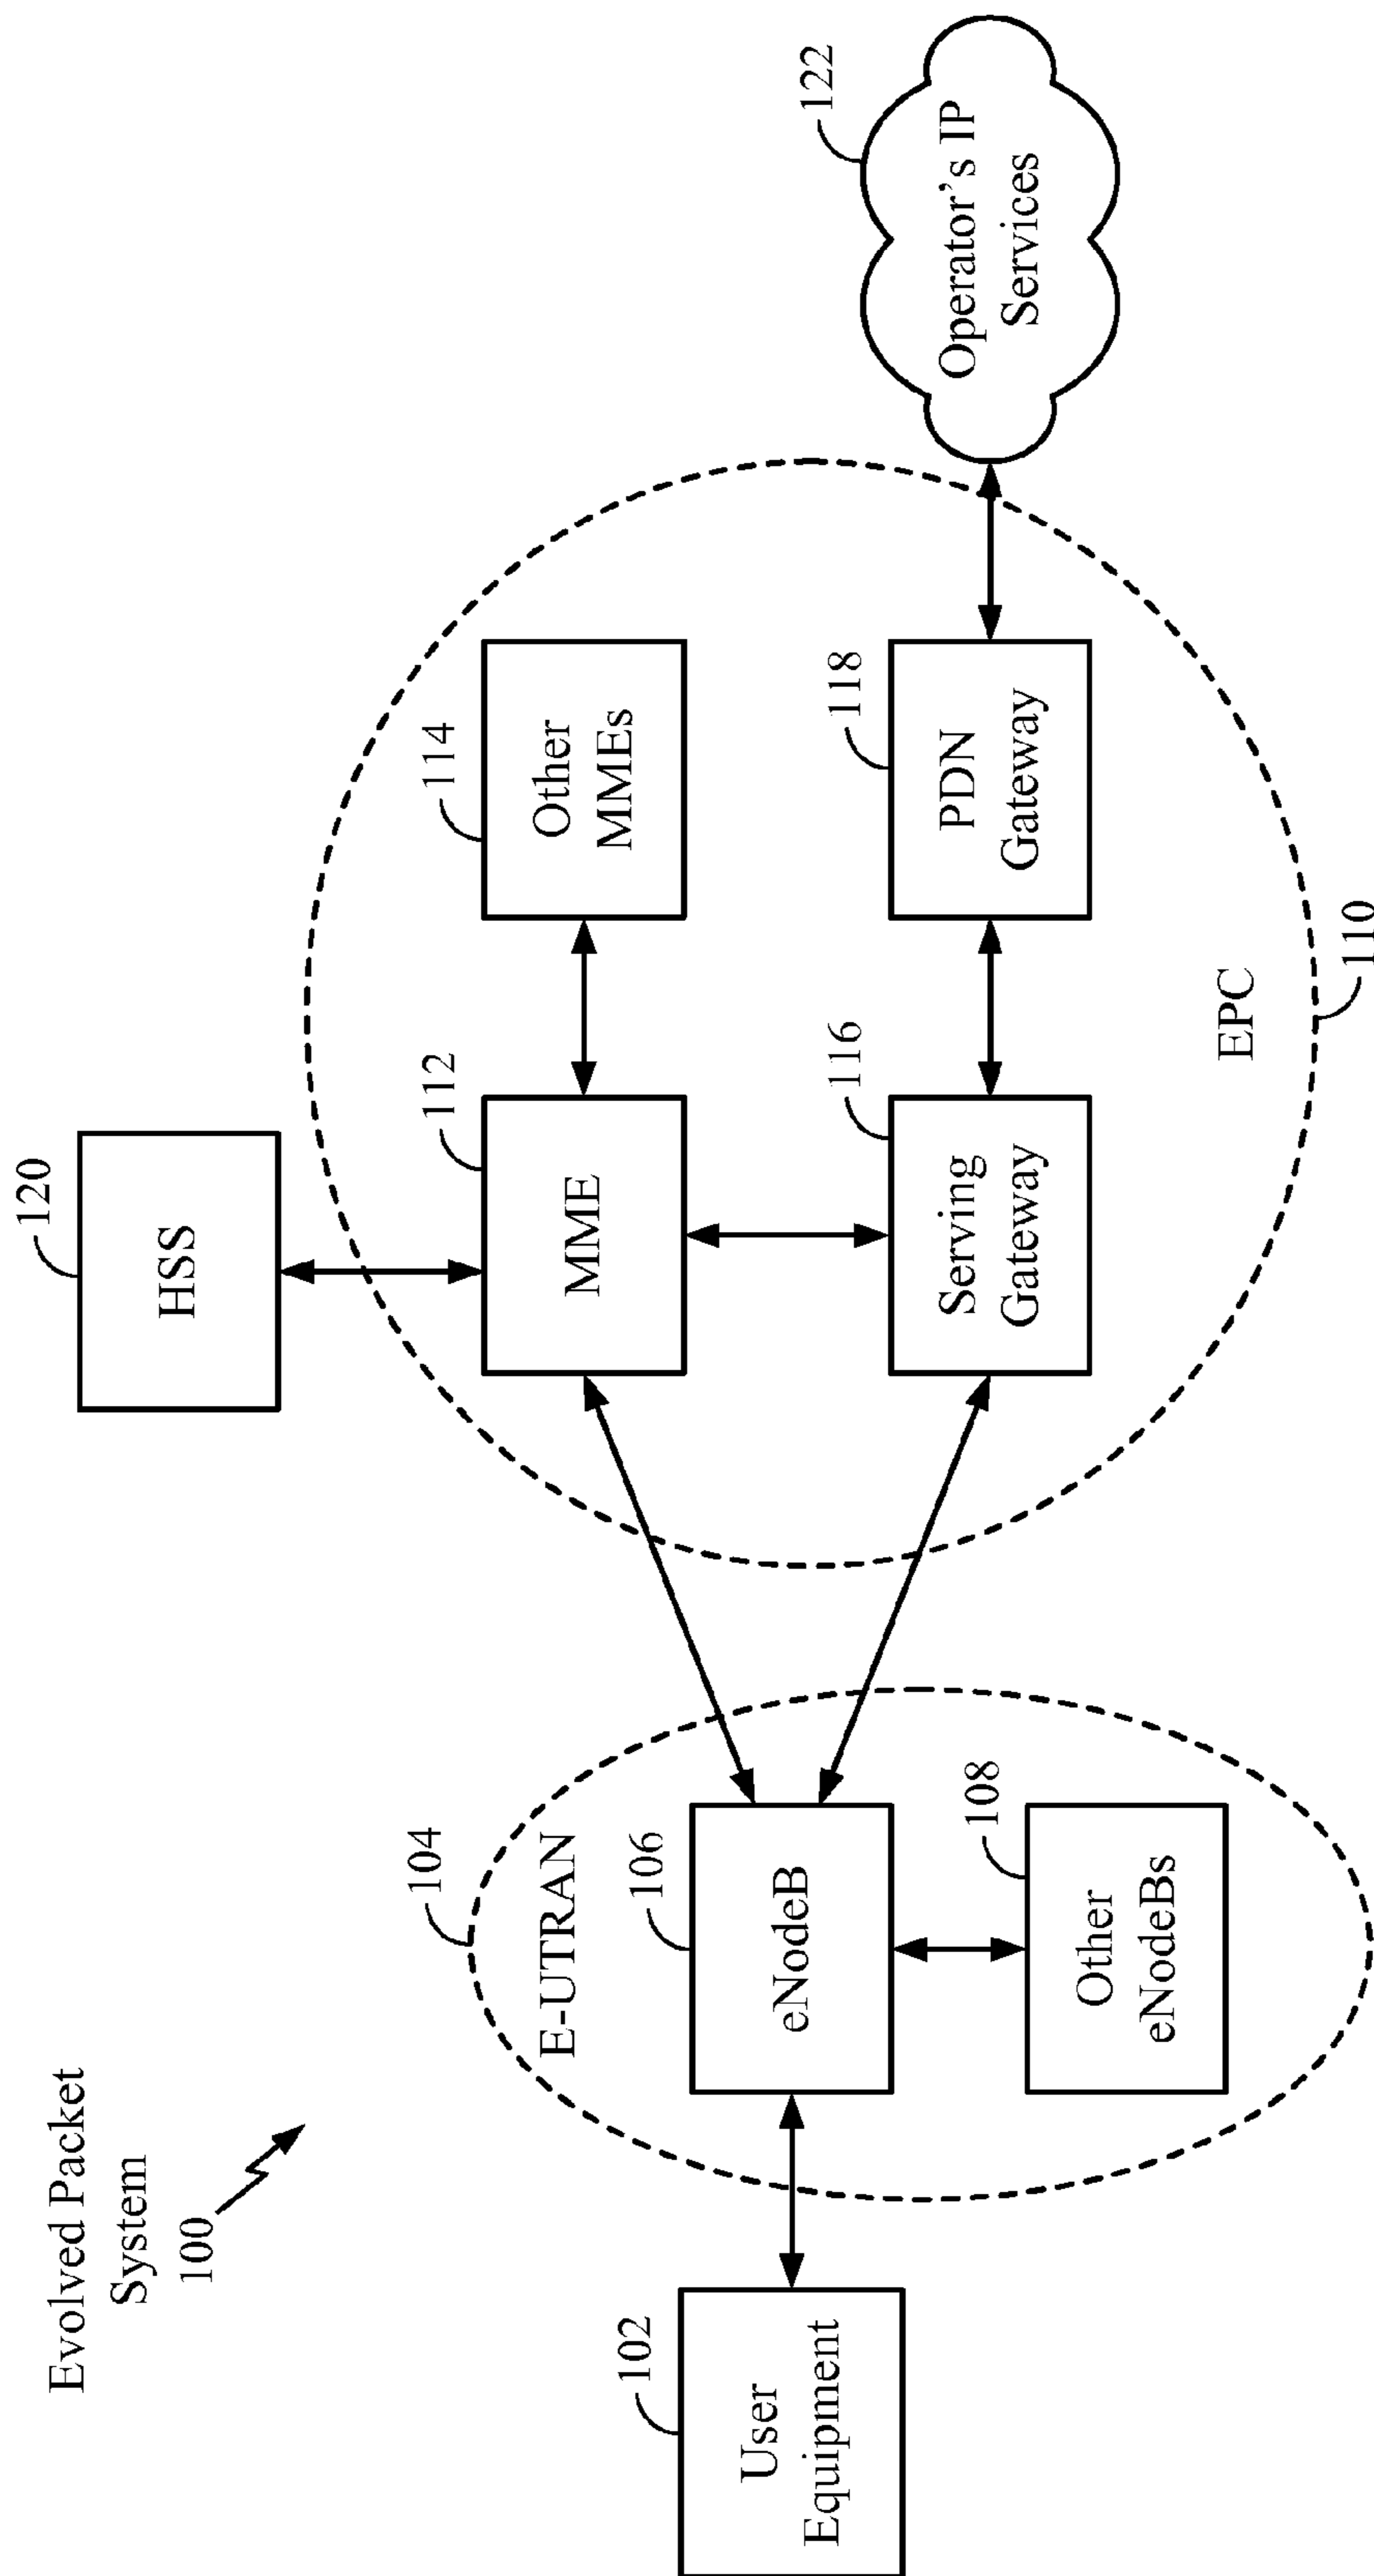 Evolved Packet
System
100
120
HSS
102
User
Equipment
104
E-UTRAN
106
eNodeB
108
Other
eNodeBs
112
MME
114
Other
MMEs
116
Serving
Gateway
118
PDN
Gateway
EPC
110
122
Operator's IP
Services